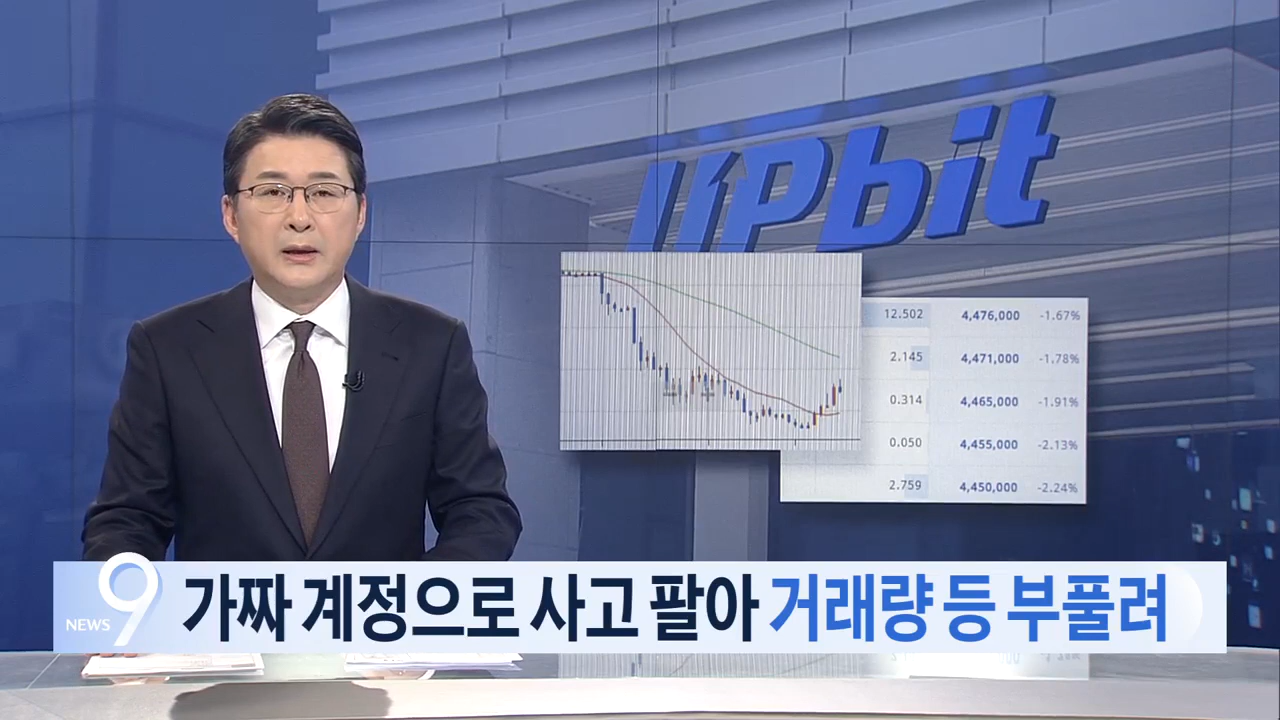 UPbit
12.502 4,476,000 -1.67%
2.145 4,471,000 -1.78%
0.314 4,465,000 -1.91%
0.050 4,455,000 -2.13%
2.759 4,450,000 -2.24%
NEWS 9
가짜 계정으로 사고 팔아 거래량 등 부풀려